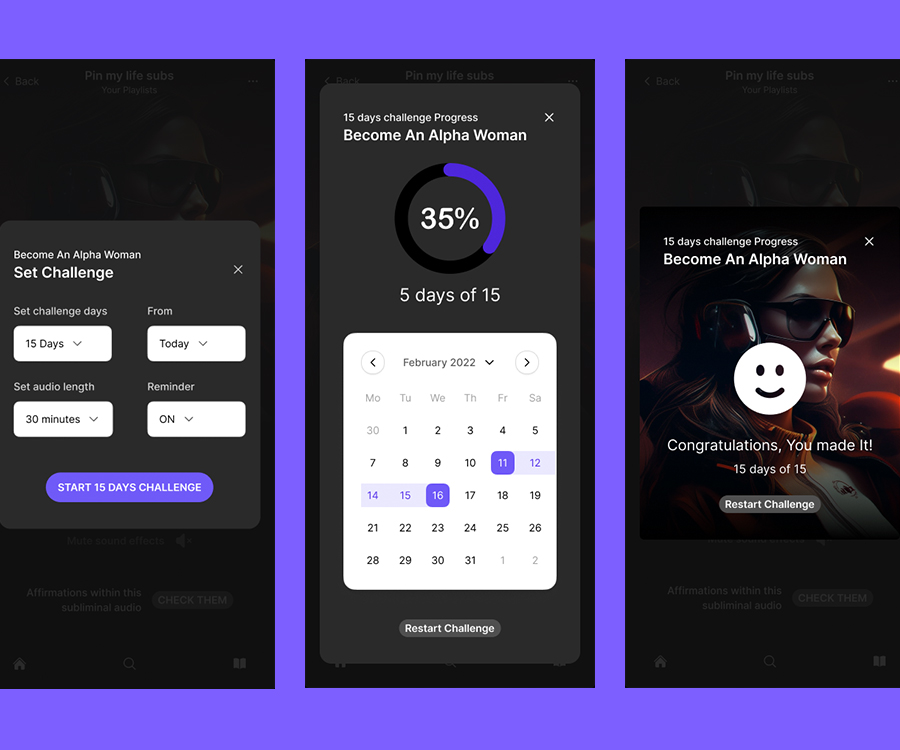 Back
Pin my life subs
Your Playlists
Become An Alpha Woman
Set Challenge
Set challenge days
From
15 Days
Today
Set audio length
Reminder
30 minutes
ON
START 15 DAYS CHALLENGE
Mute sound effects.
Affirmations within this
subliminal audio
CHECK THEM
Back
Pin my life subs
15 days challenge Progress
Become An Alpha Woman
35%
5 days of 15
February 2022
Mo Tu We Th Fr Sa
30 1 2 3 4 5
7 8 9 10 11 12
14 15 16 17 18 19
21 22 23 24 25 26
28 29 30 31 1 2
Restart Challenge
Back
Pin my life subs
Your Playlists
15 days challenge Progress
Become An Alpha Woman
Congratulations, You made It!
15 days of 15
Restart Challenge
Affirmations within this
subliminal audio
CHECK THEM